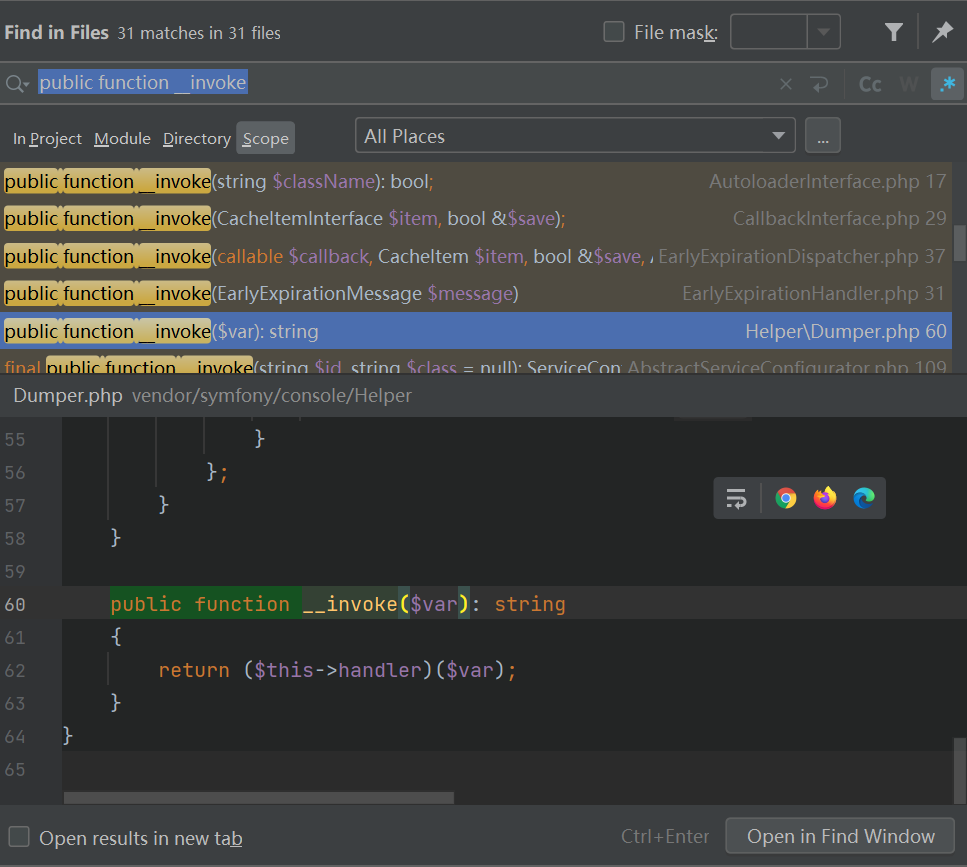 Find in Files 31 matches in 31 files File mask:
public function __invoke Cc W .*
In Project Module Directory Scope All Places ...
public function __invoke(string $className): bool; AutoloaderInterface.php 17
public function __invoke(CacheItemInterface $item, bool &$save); CallbackInterface.php 29
public function __invoke(callable $callback, CacheItem $item, bool &$save, EarlyExpirationDispatcher.php 37
public function __invoke(EarlyExpirationMessage $message) EarlyExpirationHandler.php 31
public function __invoke($var): string Helper\Dumper.php 60
final public function __invoke(string $id, string $class = null): ServiceCon AbstractServiceConfigurator.php 109
Dumper.php vendor/symfony/console/Helper
55 }
56 };
57 }
58 }
59
60 public function __invoke($var): string
61 {
62 return ($this->handler)($var);
63 }
64 }
65
Open results in new tab Ctrl+Enter Open in Find Window